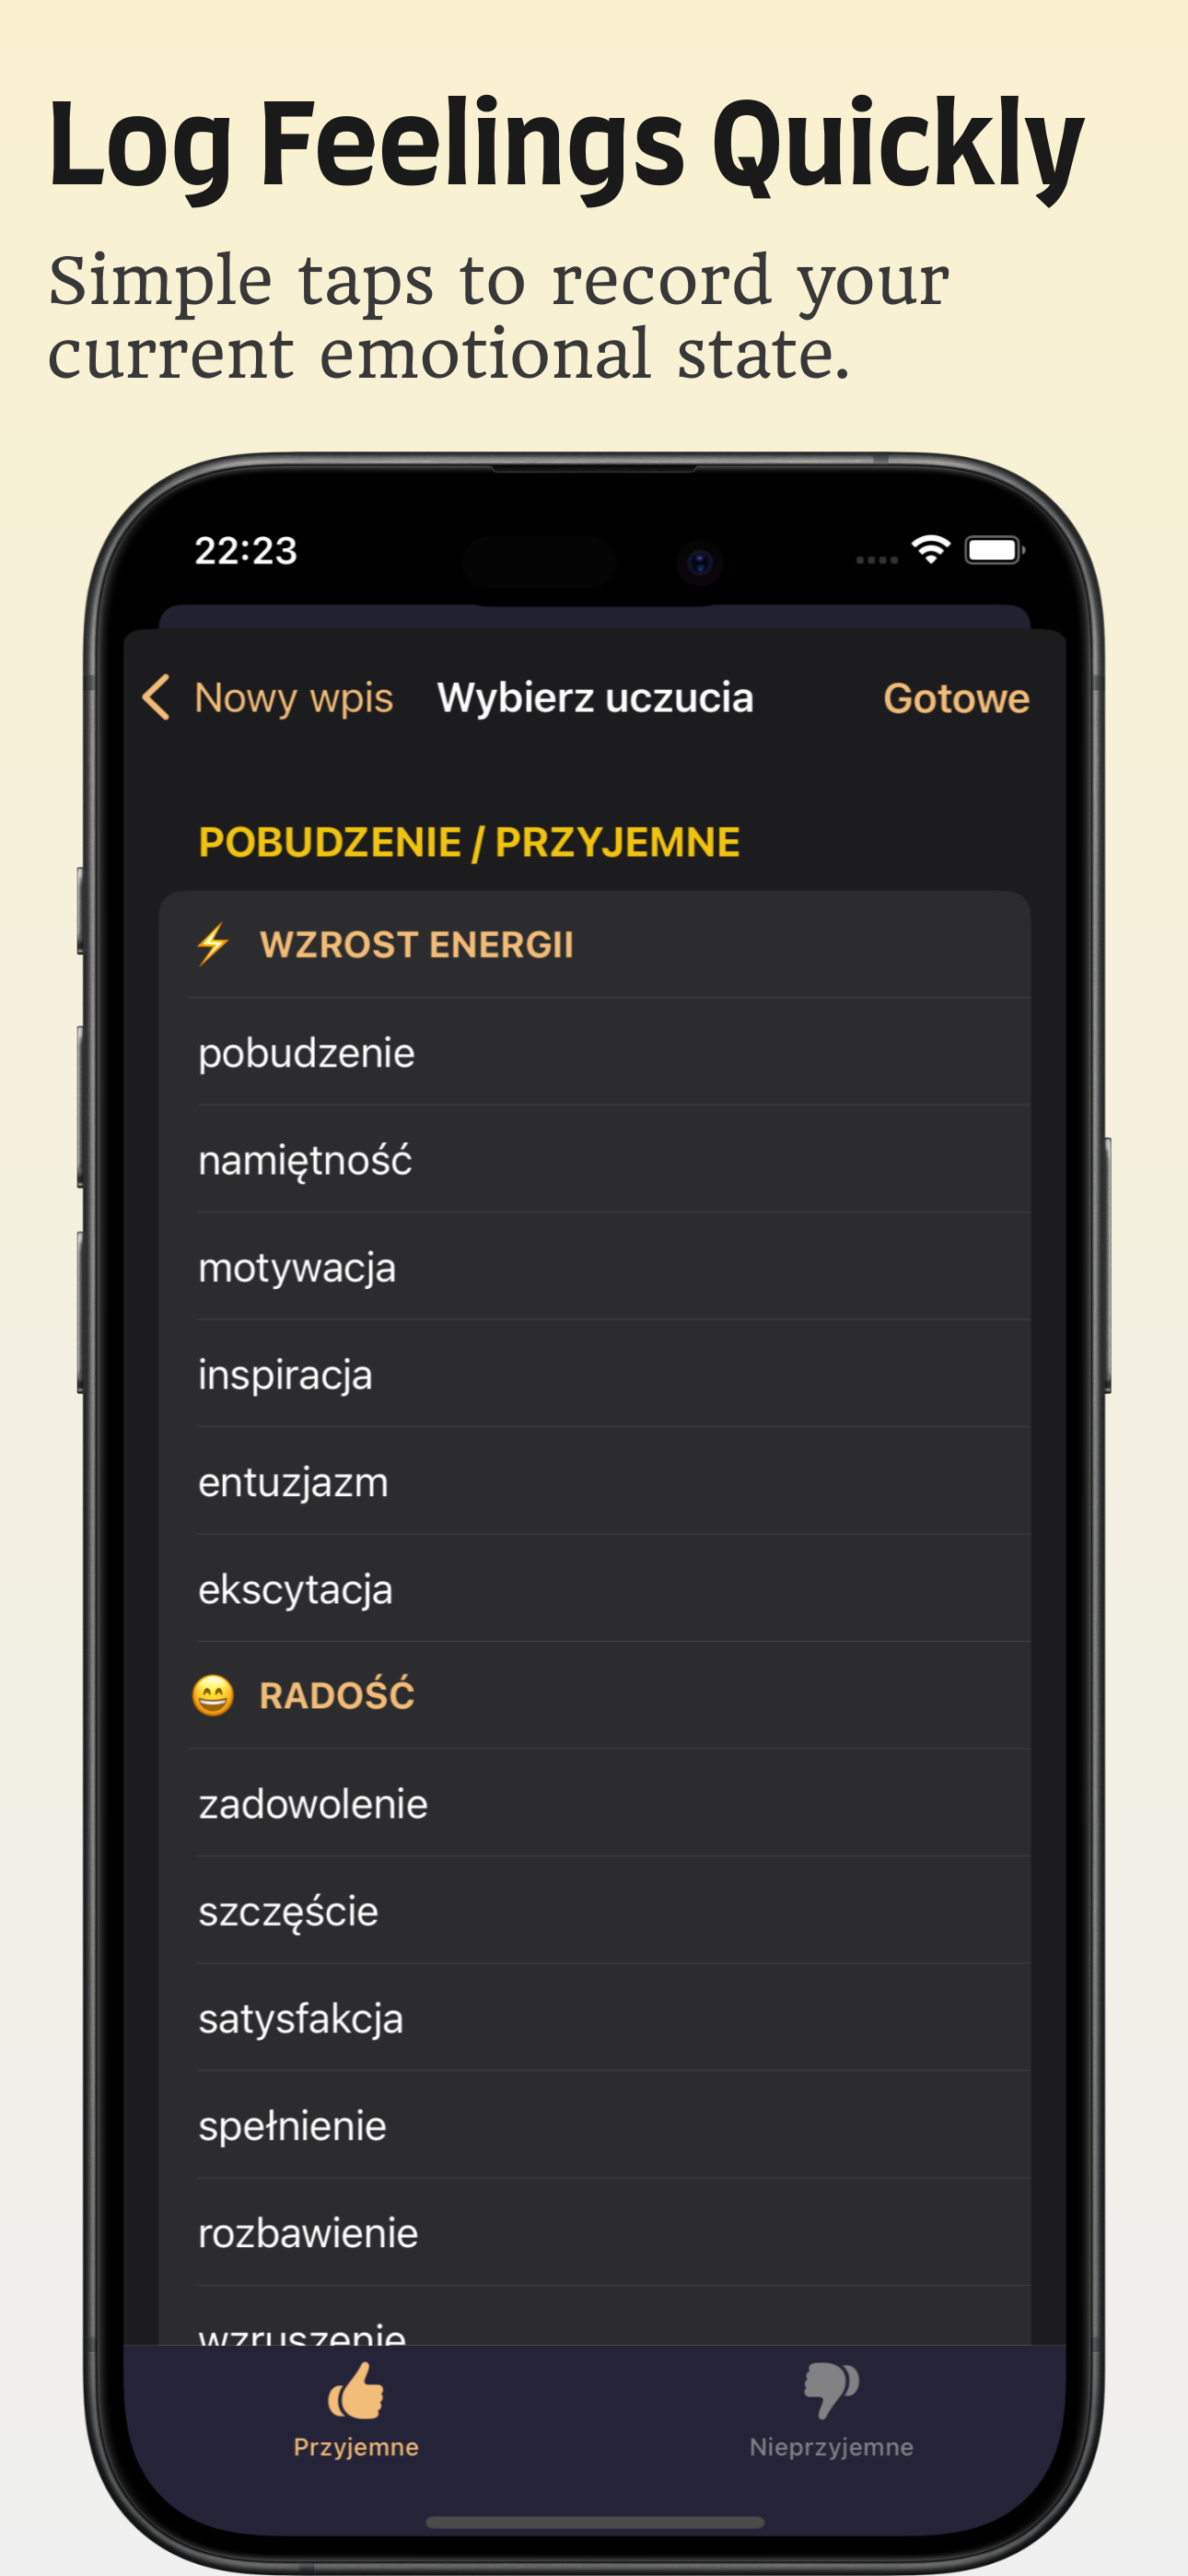 Log Feelings Quickly
Simple taps to record your
current emotional state.
22:23
Nowy wpis Wybierz uczucia Gotowe
POBUDZENIE / PRZYJEMNE
⚡ WZROST ENERGII
pobudzenie
namiętność
motywacja
inspiracja
entuzjazm
ekscytacja
😄 RADOŚĆ
zadowolenie
szczęście
satysfakcja
spełnienie
rozbawienie
wzruszenie
Przyjemne Nieprzyjemne